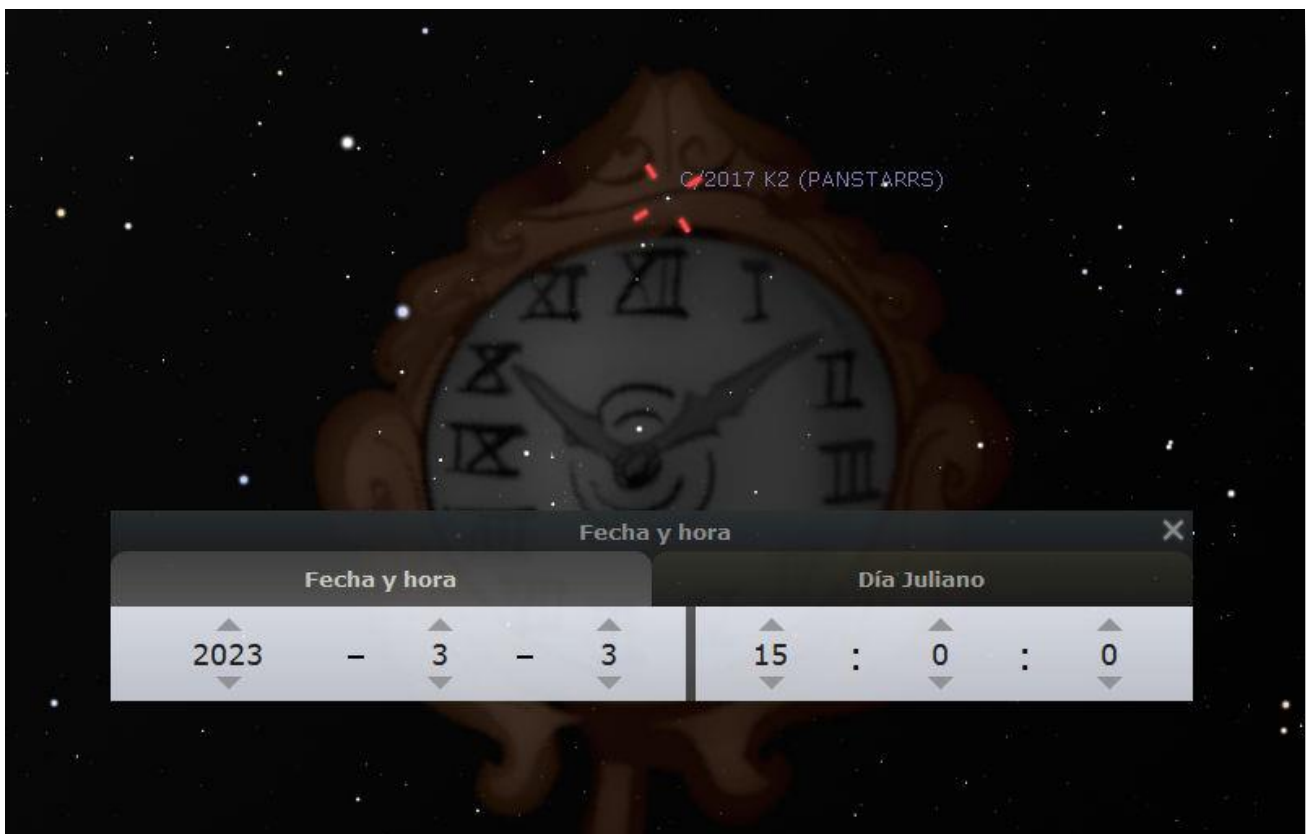 C/2017 K2 (PANSTARRS)
XI XII I
X II
IX III
Fecha y hora ×
Fecha y hora Día Juliano
2023 – 3 – 3 15 : 0 : 0